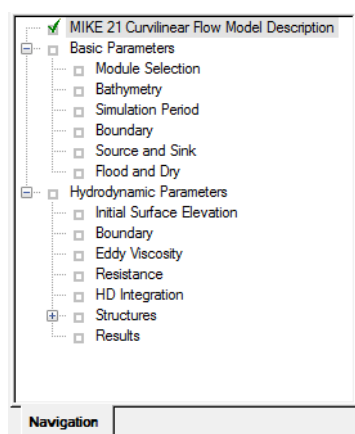 MIKE 21 Curvilinear Flow Model Description
Basic Parameters
Module Selection
Bathymetry
Simulation Period
Boundary
Source and Sink
Flood and Dry
Hydrodynamic Parameters
Initial Surface Elevation
Boundary
Eddy Viscosity
Resistance
HD Integration
Structures
Results
Navigation